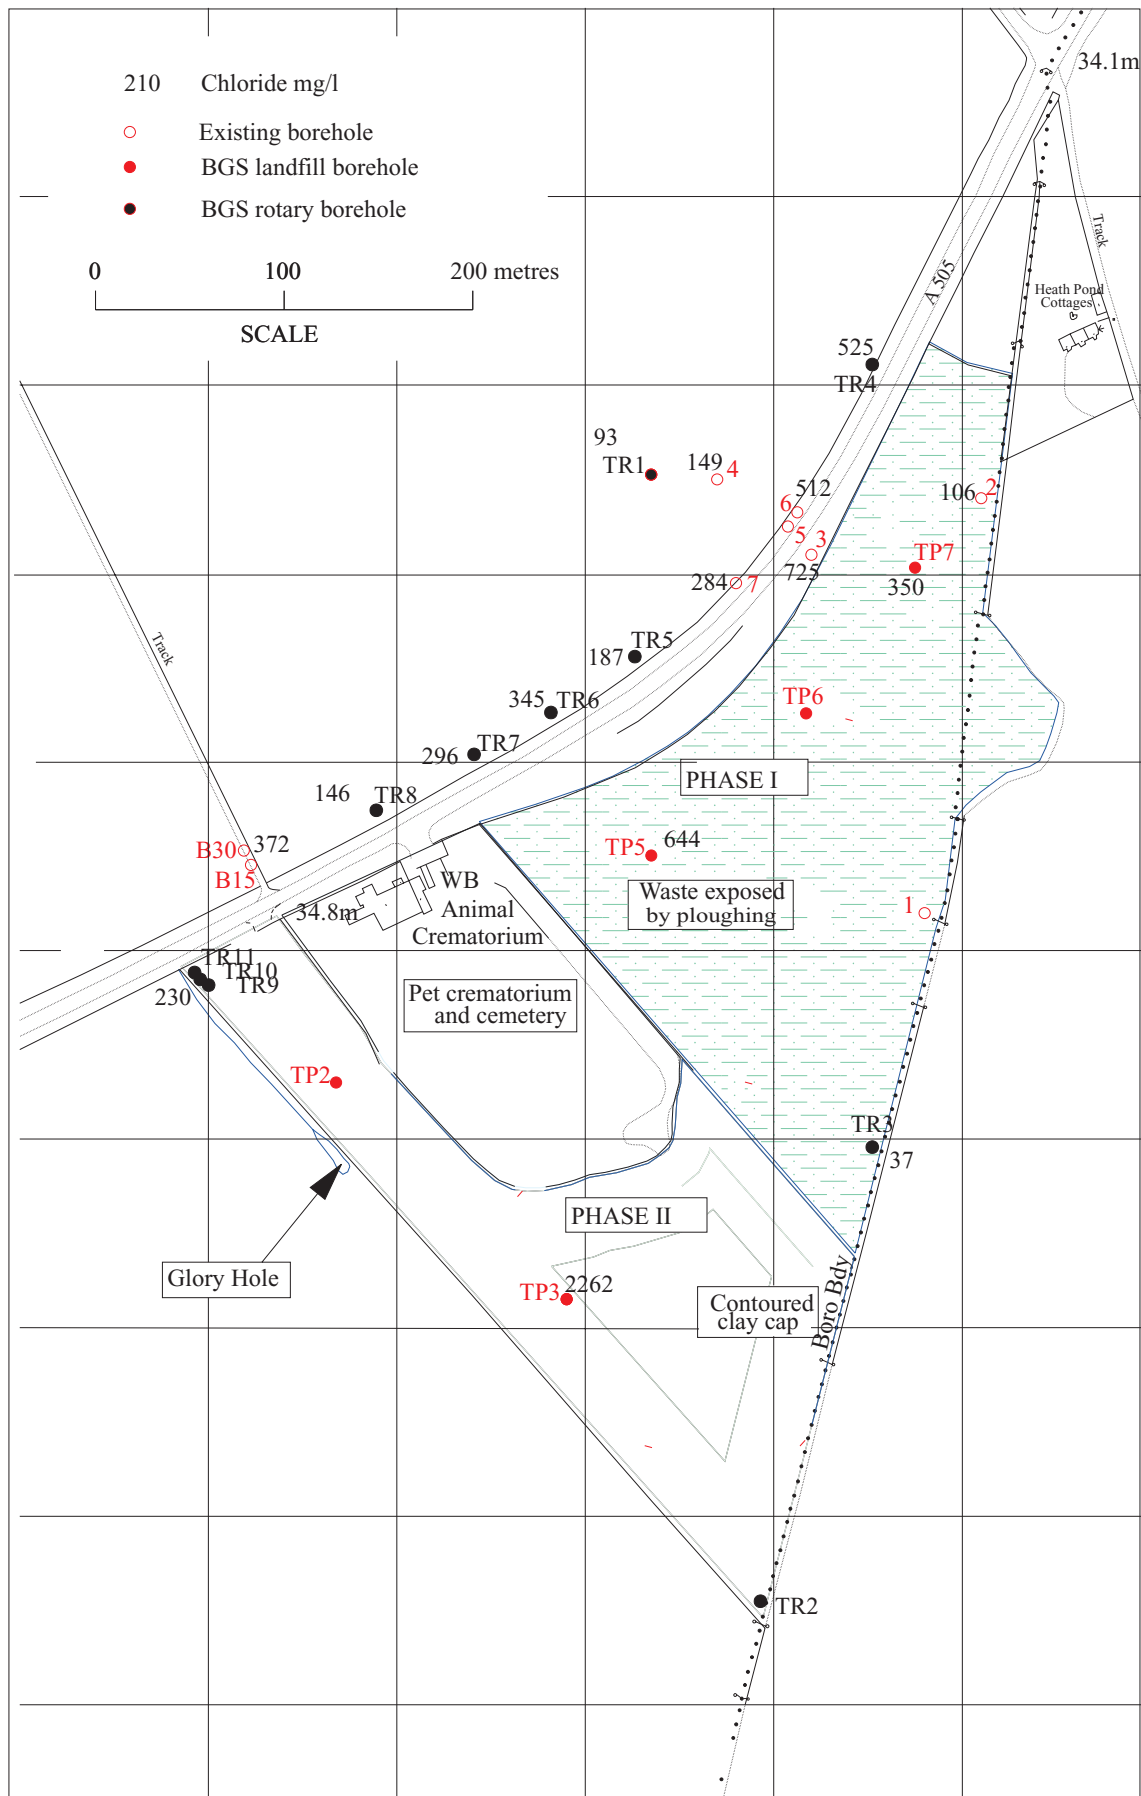 34.1m
210 Chloride mg/l
Existing borehole
BGS landfill borehole
BGS rotary borehole
0 100 200 metres
SCALE
Track
A 505
Heath Pond
Cottages
525
TR4
93
TR1
149 4
106 2
512
6
5 3
725
TP7
350
284 7
TR5
187
Track
345 TR6
TP6
TR7
296
PHASE I
146 TR8
B30 372
B15
TP5 644
WB
Animal
Crematorium
34.8m
Waste exposed
by ploughing
1
TR11
TR10
TR9
230
Pet crematorium
and cemetery
TP2
TR3
37
PHASE II
Glory Hole
TP3 2262
Contoured
clay cap
Boro Bdy
TR2